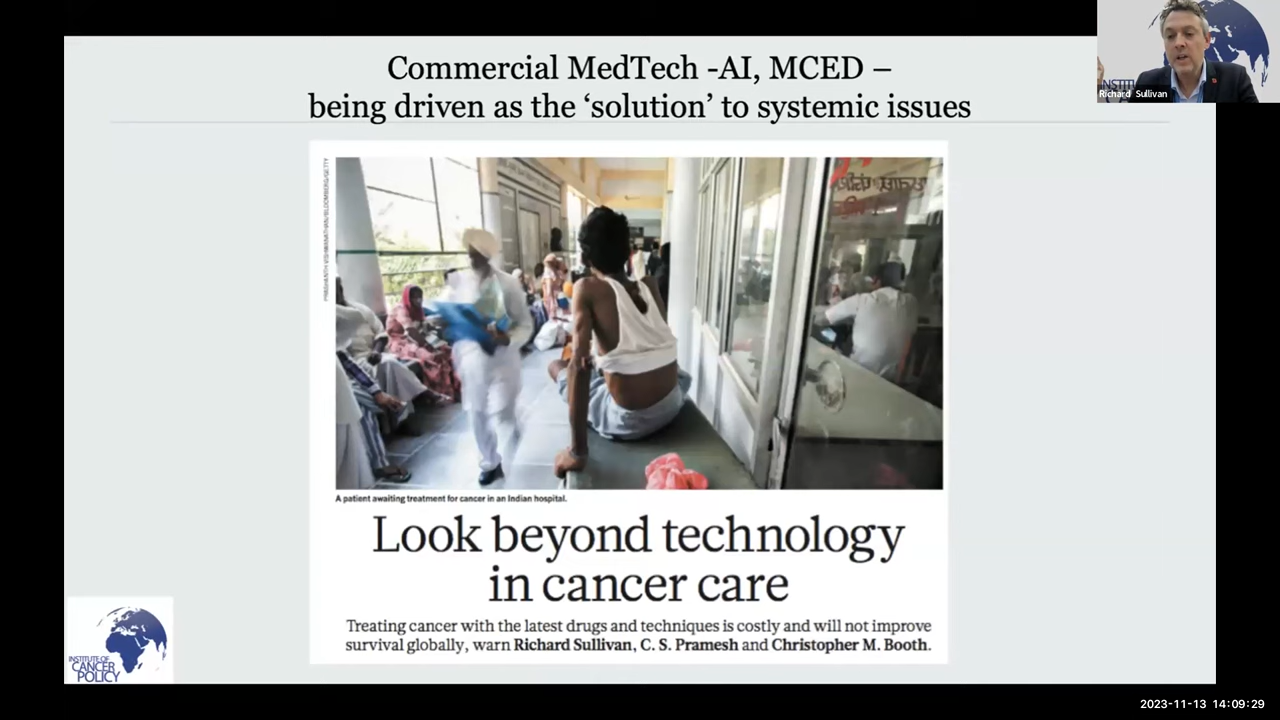 Commercial MedTech -AI, MCED –
being driven as the ‘solution’ to systemic issues
Richard Sullivan
A patient awaiting treatment for cancer in an Indian hospital.
Look beyond technology
in cancer care
Treating cancer with the latest drugs and techniques is costly and will not improve
survival globally, warn Richard Sullivan, C. S. Pramesh and Christopher M. Booth.
INSTITUTE OF
CANCER
POLICY
2023-11-13 14:09:29